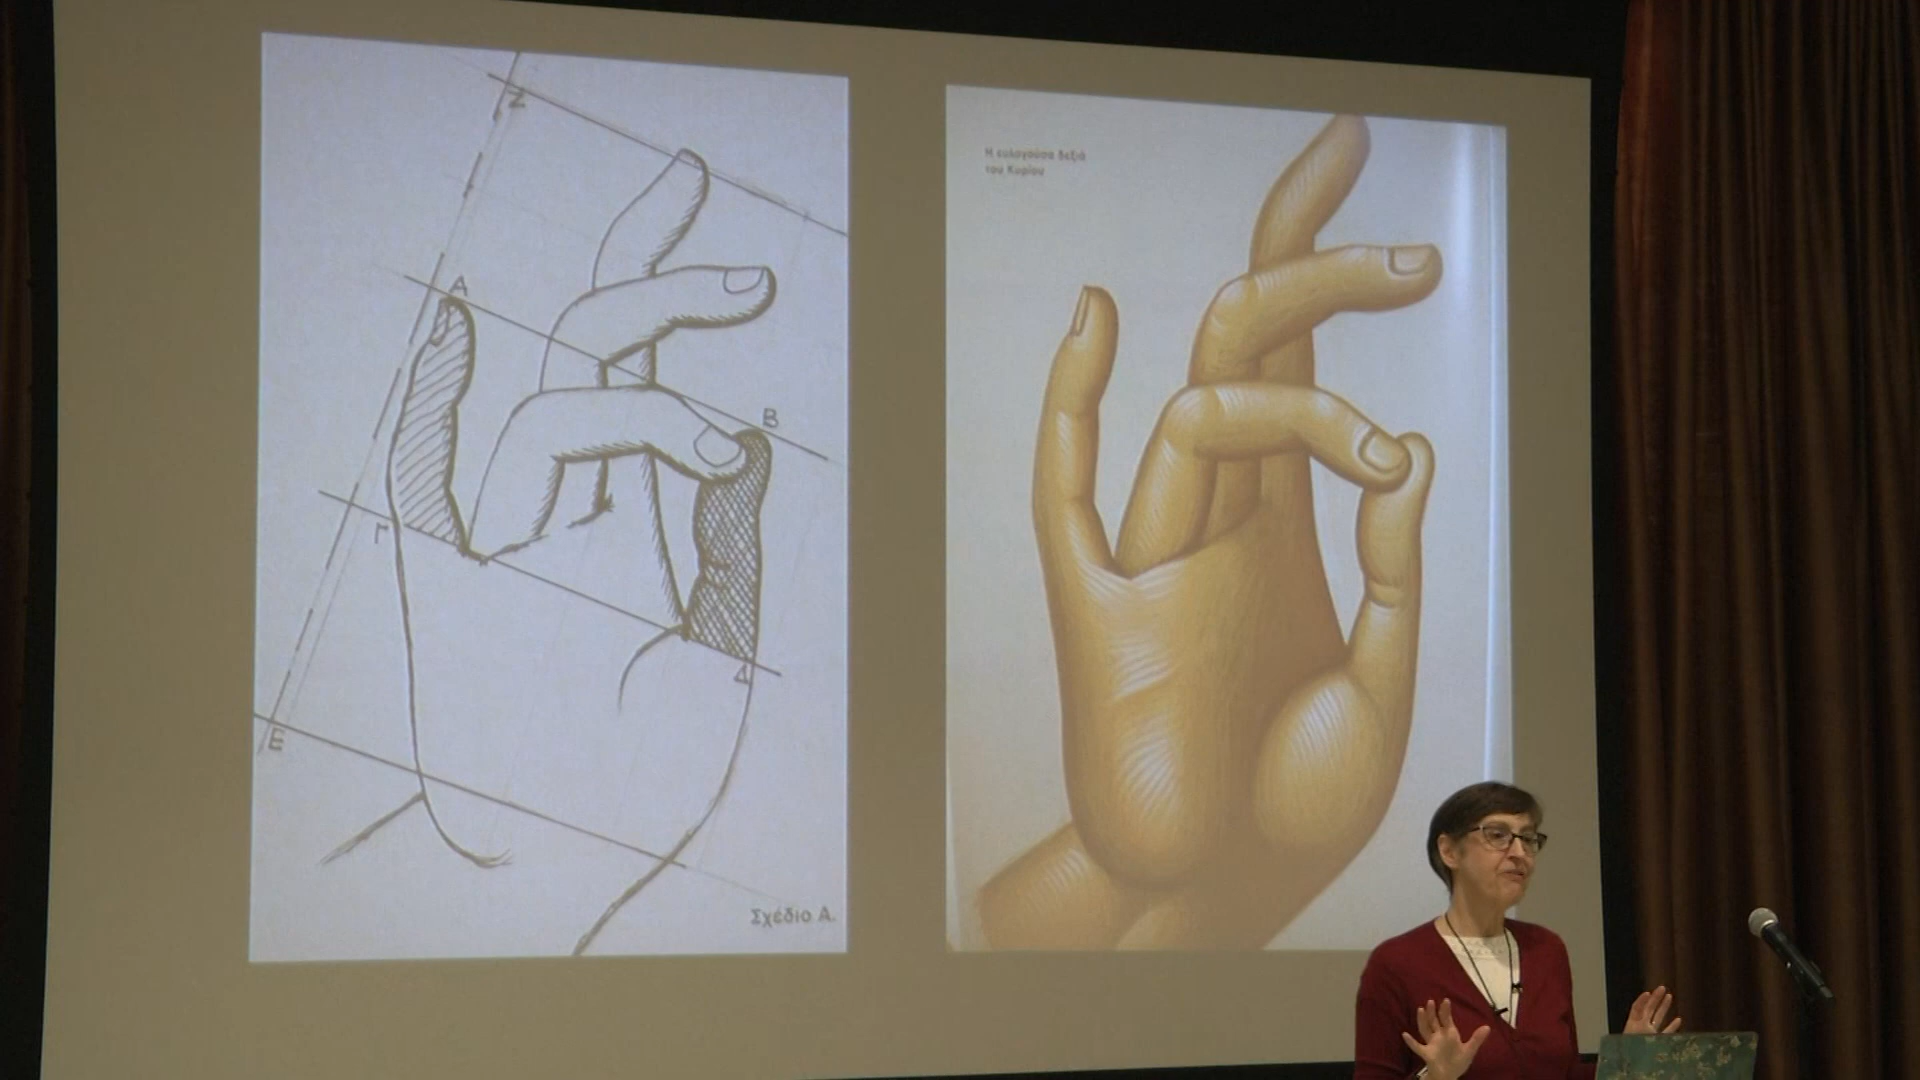 Ζ
Α
Β
Γ
Δ
Ε
Σχέδιο Α.
Η ευλογούσα δεξιά
του Κυρίου